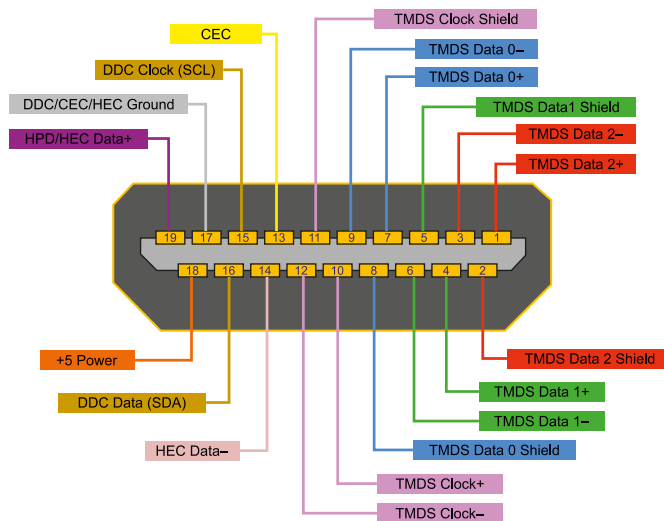 TMDS Clock Shield
CEC
TMDS Data 0–
DDC Clock (SCL)
TMDS Data 0+
DDC/CEC/HEC Ground
TMDS Data1 Shield
HPD/HEC Data+
TMDS Data 2–
TMDS Data 2+
19 17 15 13 11 9 7 5 3 1
18 16 14 12 10 8 6 4 2
+5 Power
TMDS Data 2 Shield
DDC Data (SDA)
TMDS Data 1+
TMDS Data 1–
HEC Data–
TMDS Data 0 Shield
TMDS Clock+
TMDS Clock–